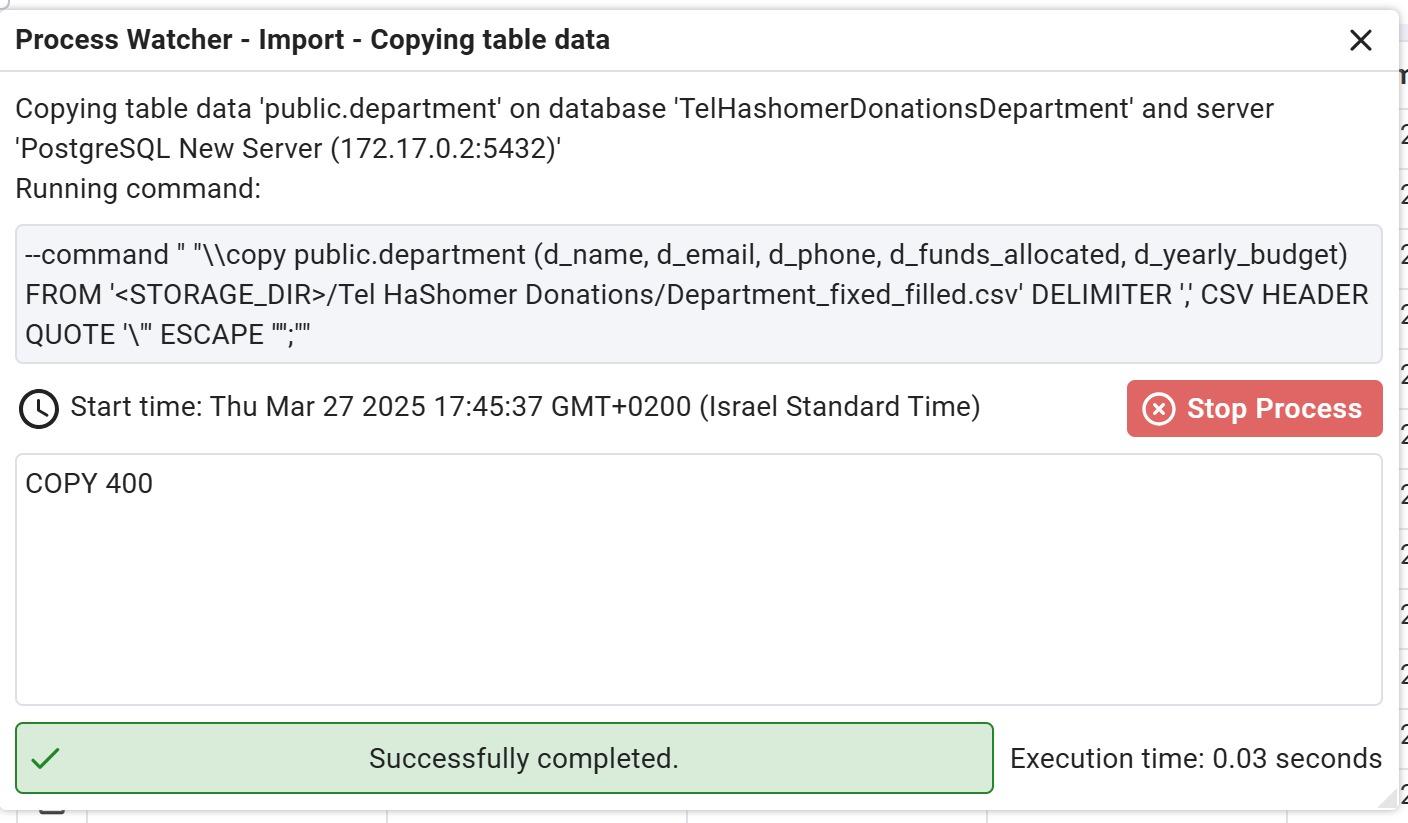 Process Watcher - Import - Copying table data
Copying table data 'public.department' on database 'TelHashomerDonationsDepartment' and server
'PostgreSQL New Server (172.17.0.2:5432)'
Running command:
--command " "\\copy public.department (d_name, d_email, d_phone, d_funds_allocated, d_yearly_budget)
FROM '<STORAGE_DIR>/Tel HaShomer Donations/Department_fixed_filled.csv' DELIMITER ',' CSV HEADER
QUOTE '\"' ESCAPE '''';""
Start time: Thu Mar 27 2025 17:45:37 GMT+0200 (Israel Standard Time)
Stop Process
COPY 400
Successfully completed.
Execution time: 0.03 seconds